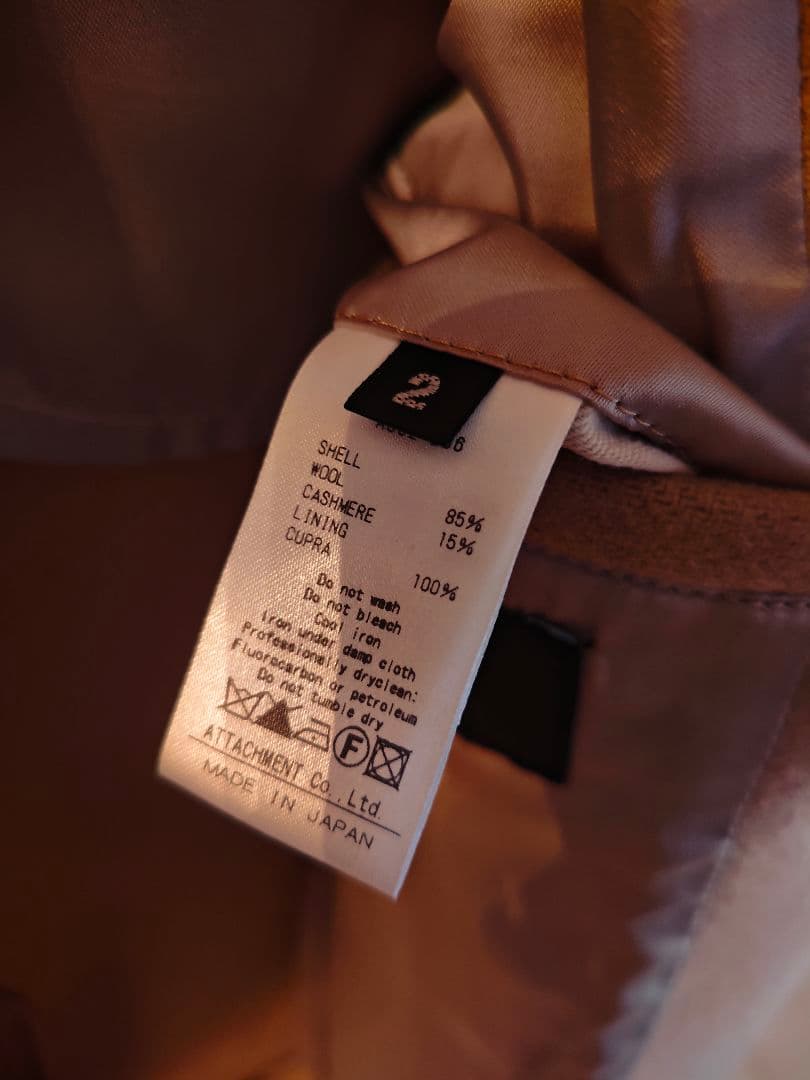 2
SHELL
WOOL 85%
CASHMERE 15%
LINING
CUPRA 100%
Do not wash
Do not bleach
Cool iron
Iron under damp cloth
Professionally dryclean:
Fluorocarbon or petroleum
Do not tumble dry
F
ATTACHMENT Co.,Ltd.
MADE IN JAPAN